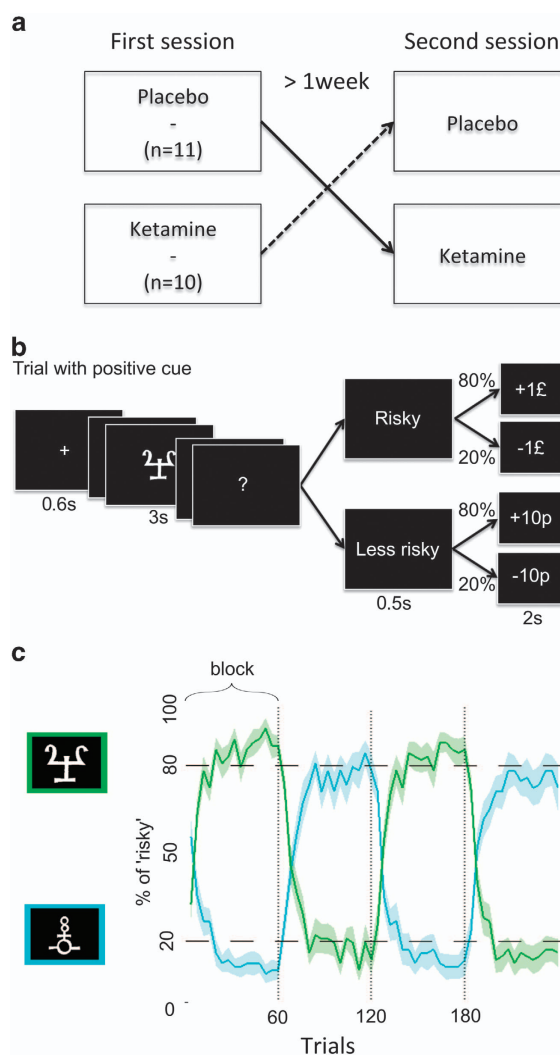 a
First session
Second session
> 1week
Placebo
-
(n=11)
Placebo
Ketamine
-
(n=10)
Ketamine
b
Trial with positive cue
+
0.6s
3s
?
Risky
80%
+1£
20%
-1£
Less risky
0.5s
80%
+10p
20%
-10p
2s
c
block
% of 'risky'
100
80
50
20
0
60
120
180
Trials